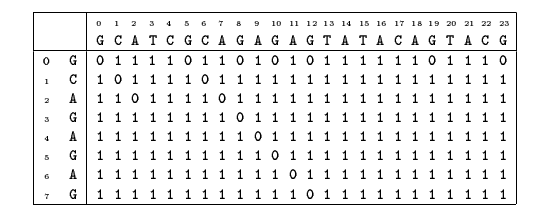 0 1 2 3 4 5 6 7 8 9 10 11 12 13 14 15 16 17 18 19 20 21 22 23
G C A T C G C A G A G A G T A T A C A G T A C G
0 G 0 1 1 1 1 0 1 1 0 1 0 1 0 1 1 1 1 1 1 0 1 1 1 0
1 C 1 0 1 1 1 1 0 1 1 1 1 1 1 1 1 1 1 1 1 1 1 1 1 1
2 A 1 1 0 1 1 1 1 0 1 1 1 1 1 1 1 1 1 1 1 1 1 1 1 1
3 G 1 1 1 1 1 1 1 1 0 1 1 1 1 1 1 1 1 1 1 1 1 1 1 1
4 A 1 1 1 1 1 1 1 1 1 0 1 1 1 1 1 1 1 1 1 1 1 1 1 1
5 G 1 1 1 1 1 1 1 1 1 1 0 1 1 1 1 1 1 1 1 1 1 1 1 1
6 A 1 1 1 1 1 1 1 1 1 1 1 0 1 1 1 1 1 1 1 1 1 1 1 1
7 G 1 1 1 1 1 1 1 1 1 1 1 1 0 1 1 1 1 1 1 1 1 1 1 1